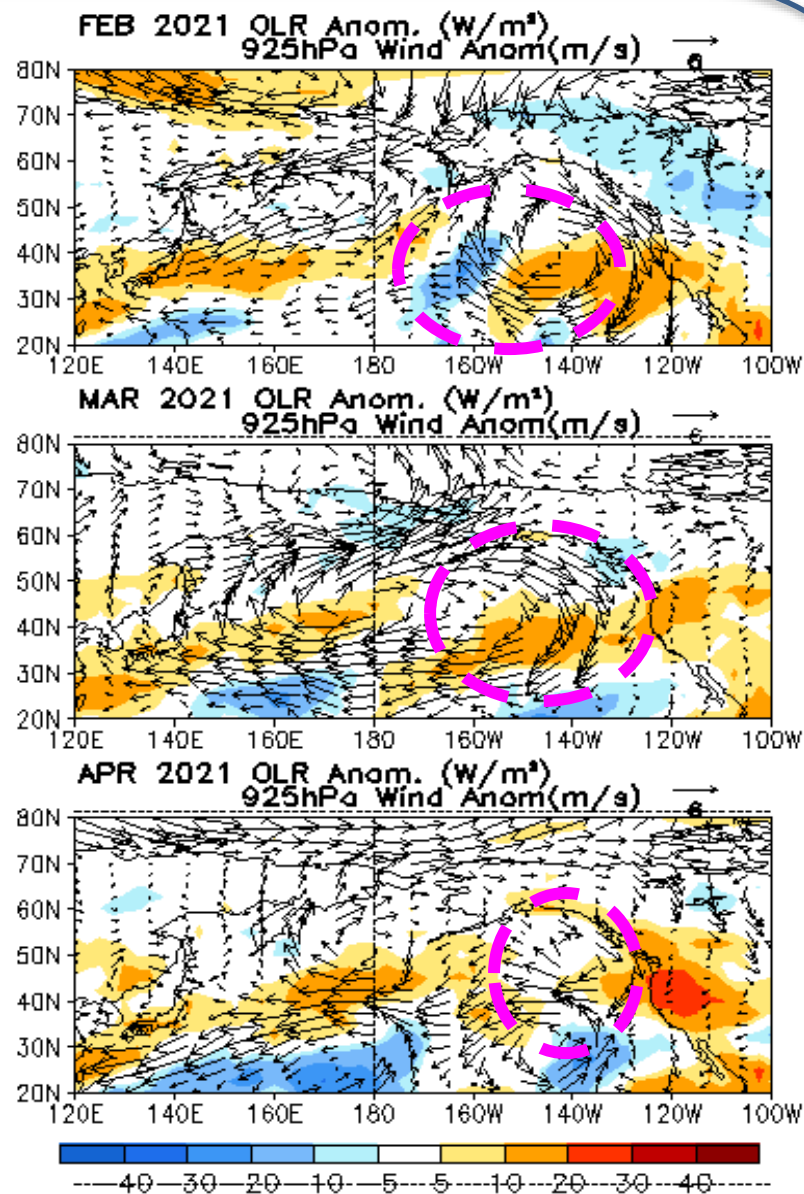 FEB 2021 OLR Anom. (W/m²)
925hPa Wind Anom(m/s)
6
80N
70N
60N
50N
40N
30N
20N
120E 140E 160E 180 160W 140W 120W 100W
MAR 2021 OLR Anom. (W/m²)
925hPa Wind Anom(m/s)
6
80N
70N
60N
50N
40N
30N
20N
120E 140E 160E 180 160W 140W 120W 100W
APR 2021 OLR Anom. (W/m²)
925hPa Wind Anom(m/s)
6
80N
70N
60N
50N
40N
30N
20N
120E 140E 160E 180 160W 140W 120W 100W
-40 -30 -20 -10 -5 5 10 20 30 40